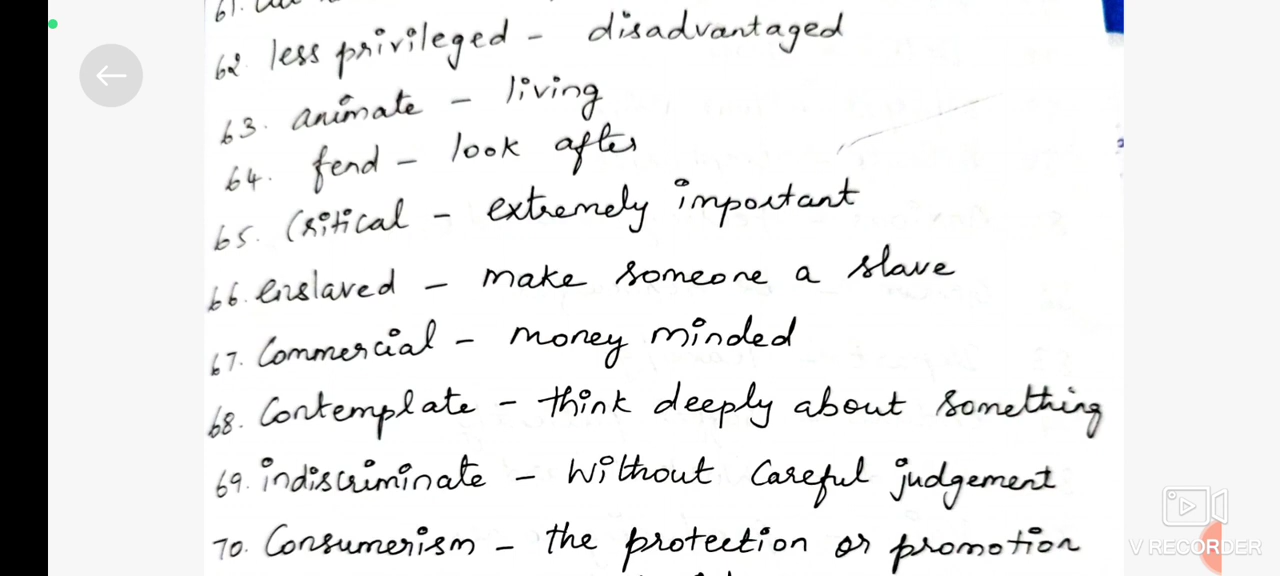 61.
62. less privileged - disadvantaged
63. animate - living
64. fend - look after
65. Critical - extremely important
66. enslaved - make someone a slave
67. Commercial - money minded
68. Contemplate - think deeply about something
69. indiscriminate - without careful judgement
70. Consumerism - the protection or promotion
V RECORDER